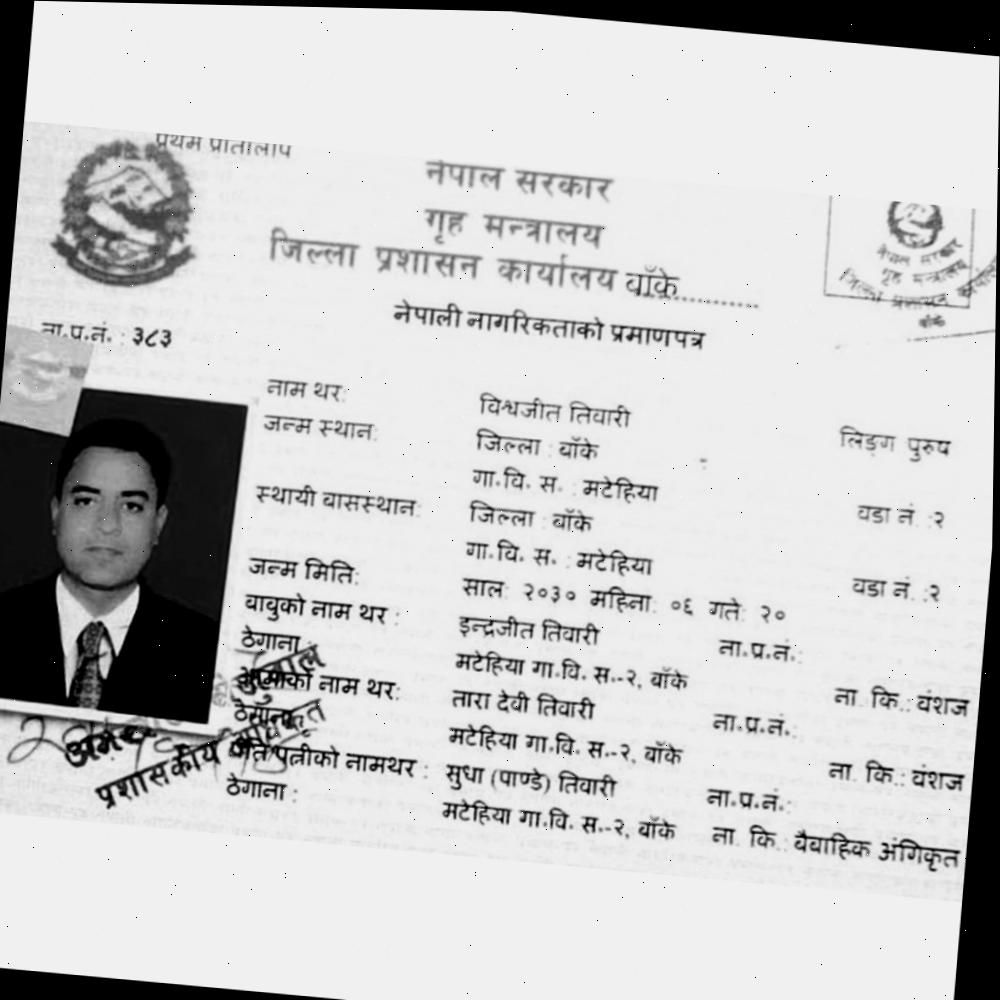 प्रथम प्रतिलिपि
नेपाल सरकार
गृह मन्त्रालय
जिल्ला प्रशासन कार्यालय बाँके............
नेपाल सरकार
गृह मन्त्रालय
जिल्ला प्रशासन कार्यालय
बाँके
नेपाली नागरिकताको प्रमाणपत्र
ना.प.नं. : ३८३
नाम थर: विश्वजीत तिवारी लिङ्ग पुरुष
जन्म स्थान: जिल्ला : बाँके
गा.वि. स. : मटेहिया वडा नं. :२
स्थायी बासस्थान: जिल्ला : बाँके
गा.वि. स. : मटेहिया वडा नं. :२
जन्म मिति: साल: २०३० महिना: ०६ गते: २०
बाबुको नाम थर : इन्द्रजीत तिवारी ना.प्र.नं.:
ठेगाना मटेहिया गा.वि. स.-२, बाँके ना. कि.: वंशज
आमाको नाम थर: तारा देवी तिवारी ना.प्र.नं.:
ठेगाना मटेहिया गा.वि. स.-२, बाँके ना. कि.: वंशज
पति पत्नीको नामथर : सुधा (पाण्डे) तिवारी ना.प्र.नं.:
ठेगाना : मटेहिया गा.वि. स.-२, बाँके ना. कि.: वैवाहिक अंगिकृत
प्रशासकीय अधिकृत